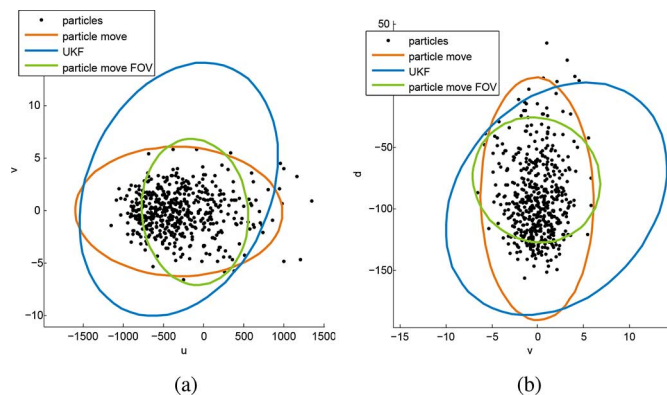 particles
particle move
UKF
particle move FOV
10
5
0
−5
−10
v
−1500 −1000 −500 0 500 1000 1500
u
(a)
particles
particle move
UKF
particle move FOV
0
−50
−100
−150
d
−15 −10 −5 0 5 10
v
(b)